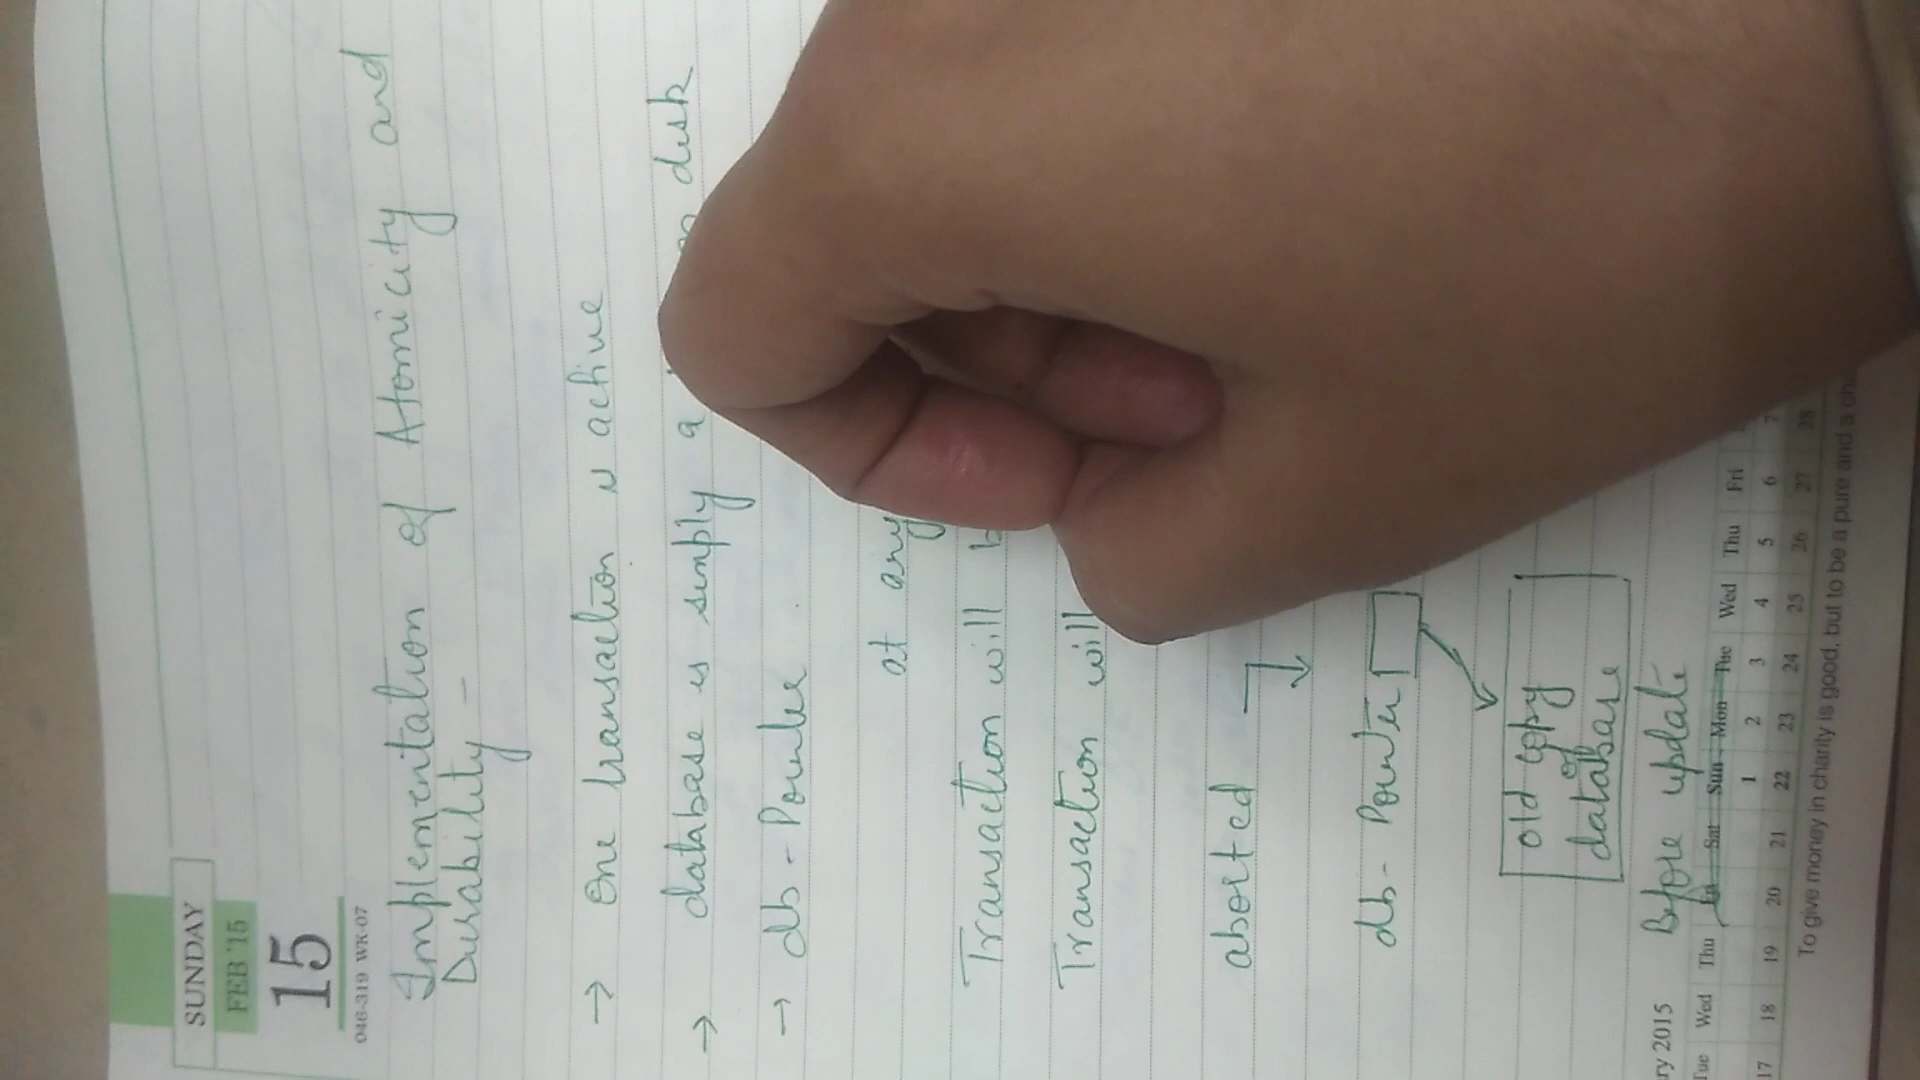 SUNDAY
FEB '15
15
046-319 WK-07
Implementation of Atomicity and
Durability -
→ One transaction is active
→ database is simply a
disk
→ db - Pointer
at any
Transaction will
Transaction will
aborted
db - Pointer
old copy
of
database
Before update
ry 2015
Tue Wed Thu Fri Sat Sun Mon Tue Wed Thu Fri
1 2 3 4 5 6 7
17 18 19 20 21 22 23 24 25 26 27 28
To give money in charity is good, but to be a pure and a